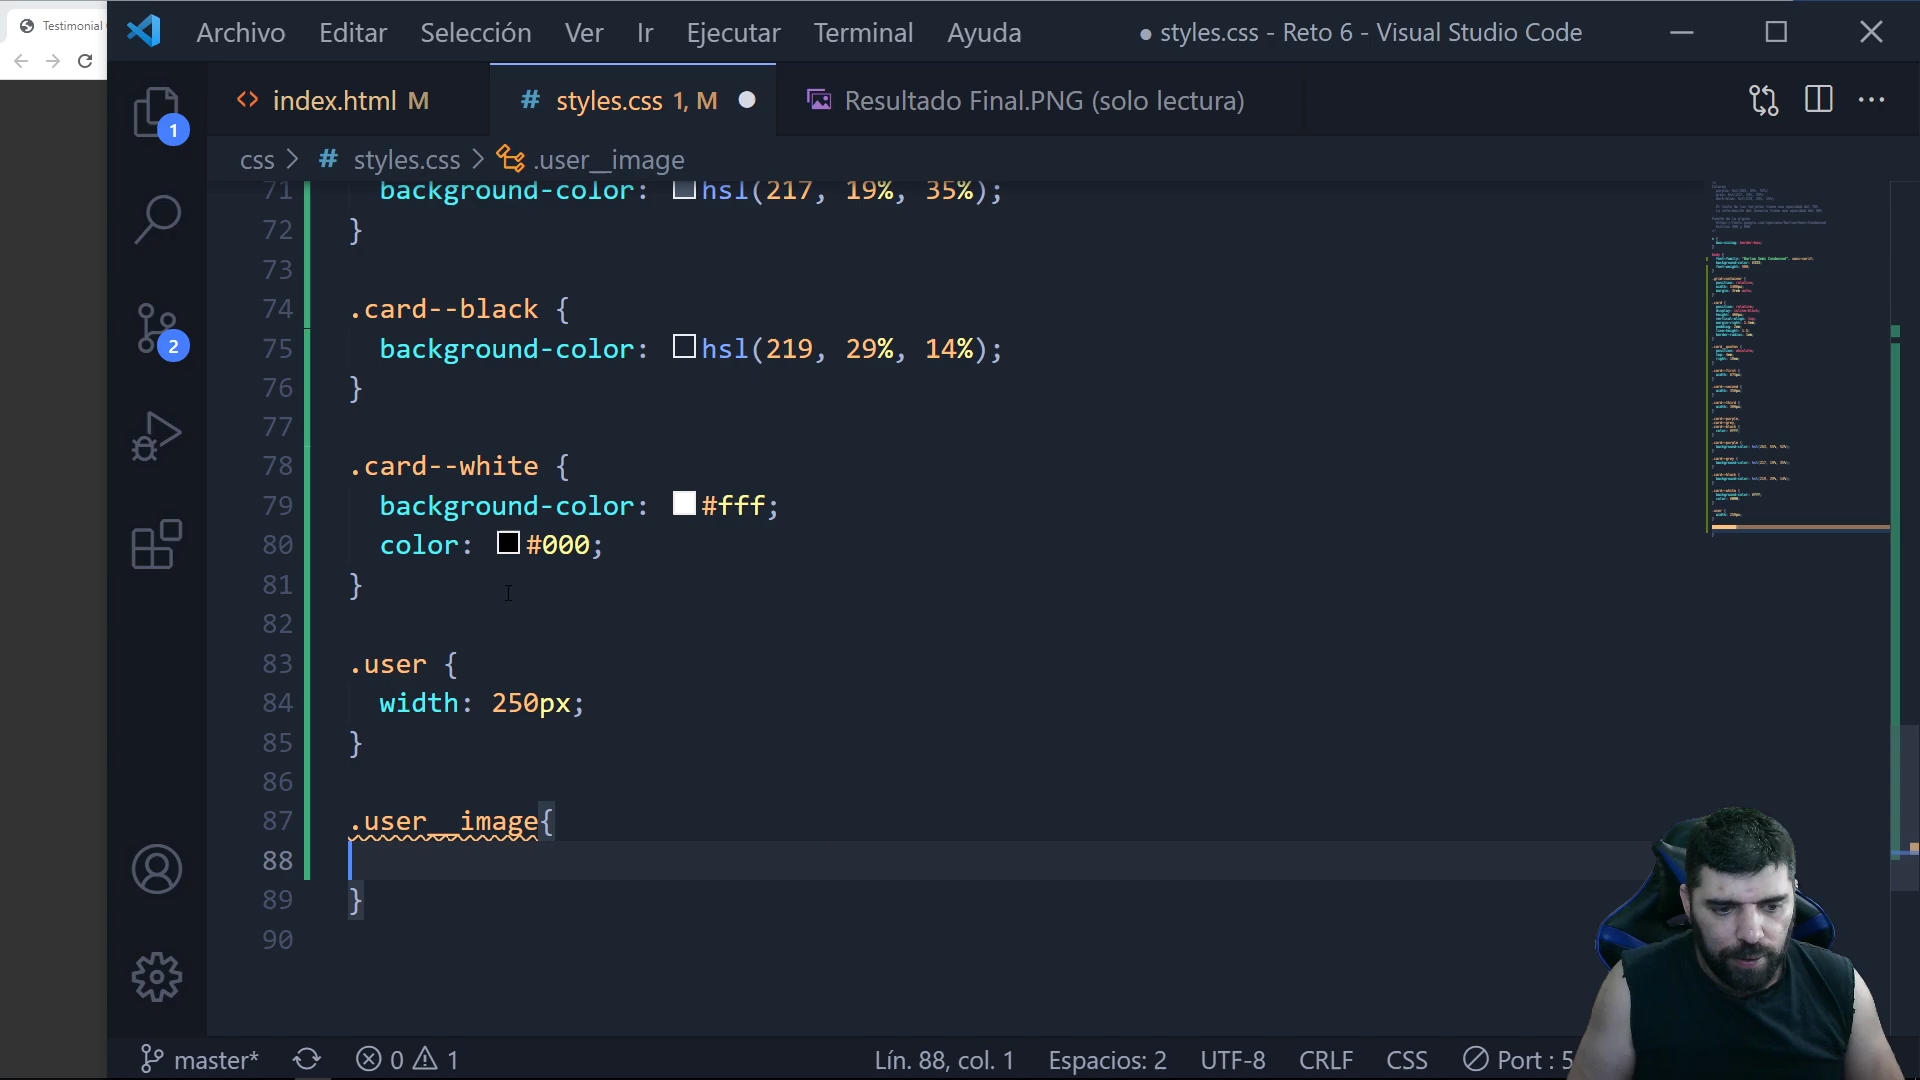 Testimonial
Archivo Editar Selección Ver Ir Ejecutar Terminal Ayuda ● styles.css - Reto 6 - Visual Studio Code
<> index.html M # styles.css 1, M Resultado Final.PNG (solo lectura)
css > # styles.css > .user__image
71 background-color: hsl(217, 19%, 35%);
72 }
73
74 .card--black {
75 background-color: hsl(219, 29%, 14%);
76 }
77
78 .card--white {
79 background-color: #fff;
80 color: #000;
81 }
82
83 .user {
84 width: 250px;
85 }
86
87 .user__image{
88
89 }
90
1
2
master* 0 1 Lín. 88, col. 1 Espacios: 2 UTF-8 CRLF CSS Port : 5